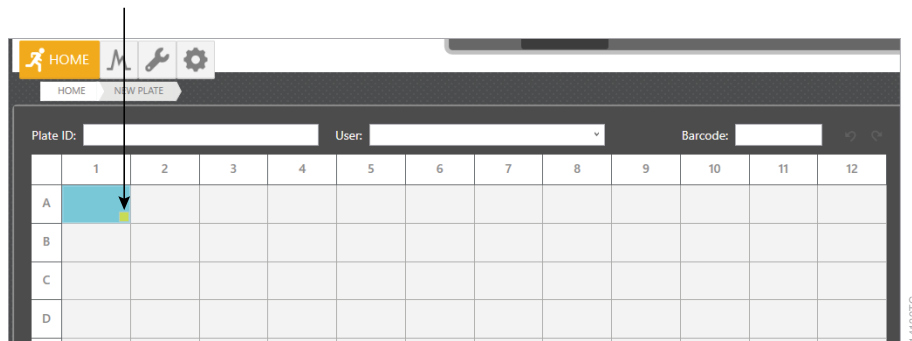 HOME
HOME NEW PLATE
Plate ID: User: Barcode:
1 2 3 4 5 6 7 8 9 10 11 12
A
B
C
D